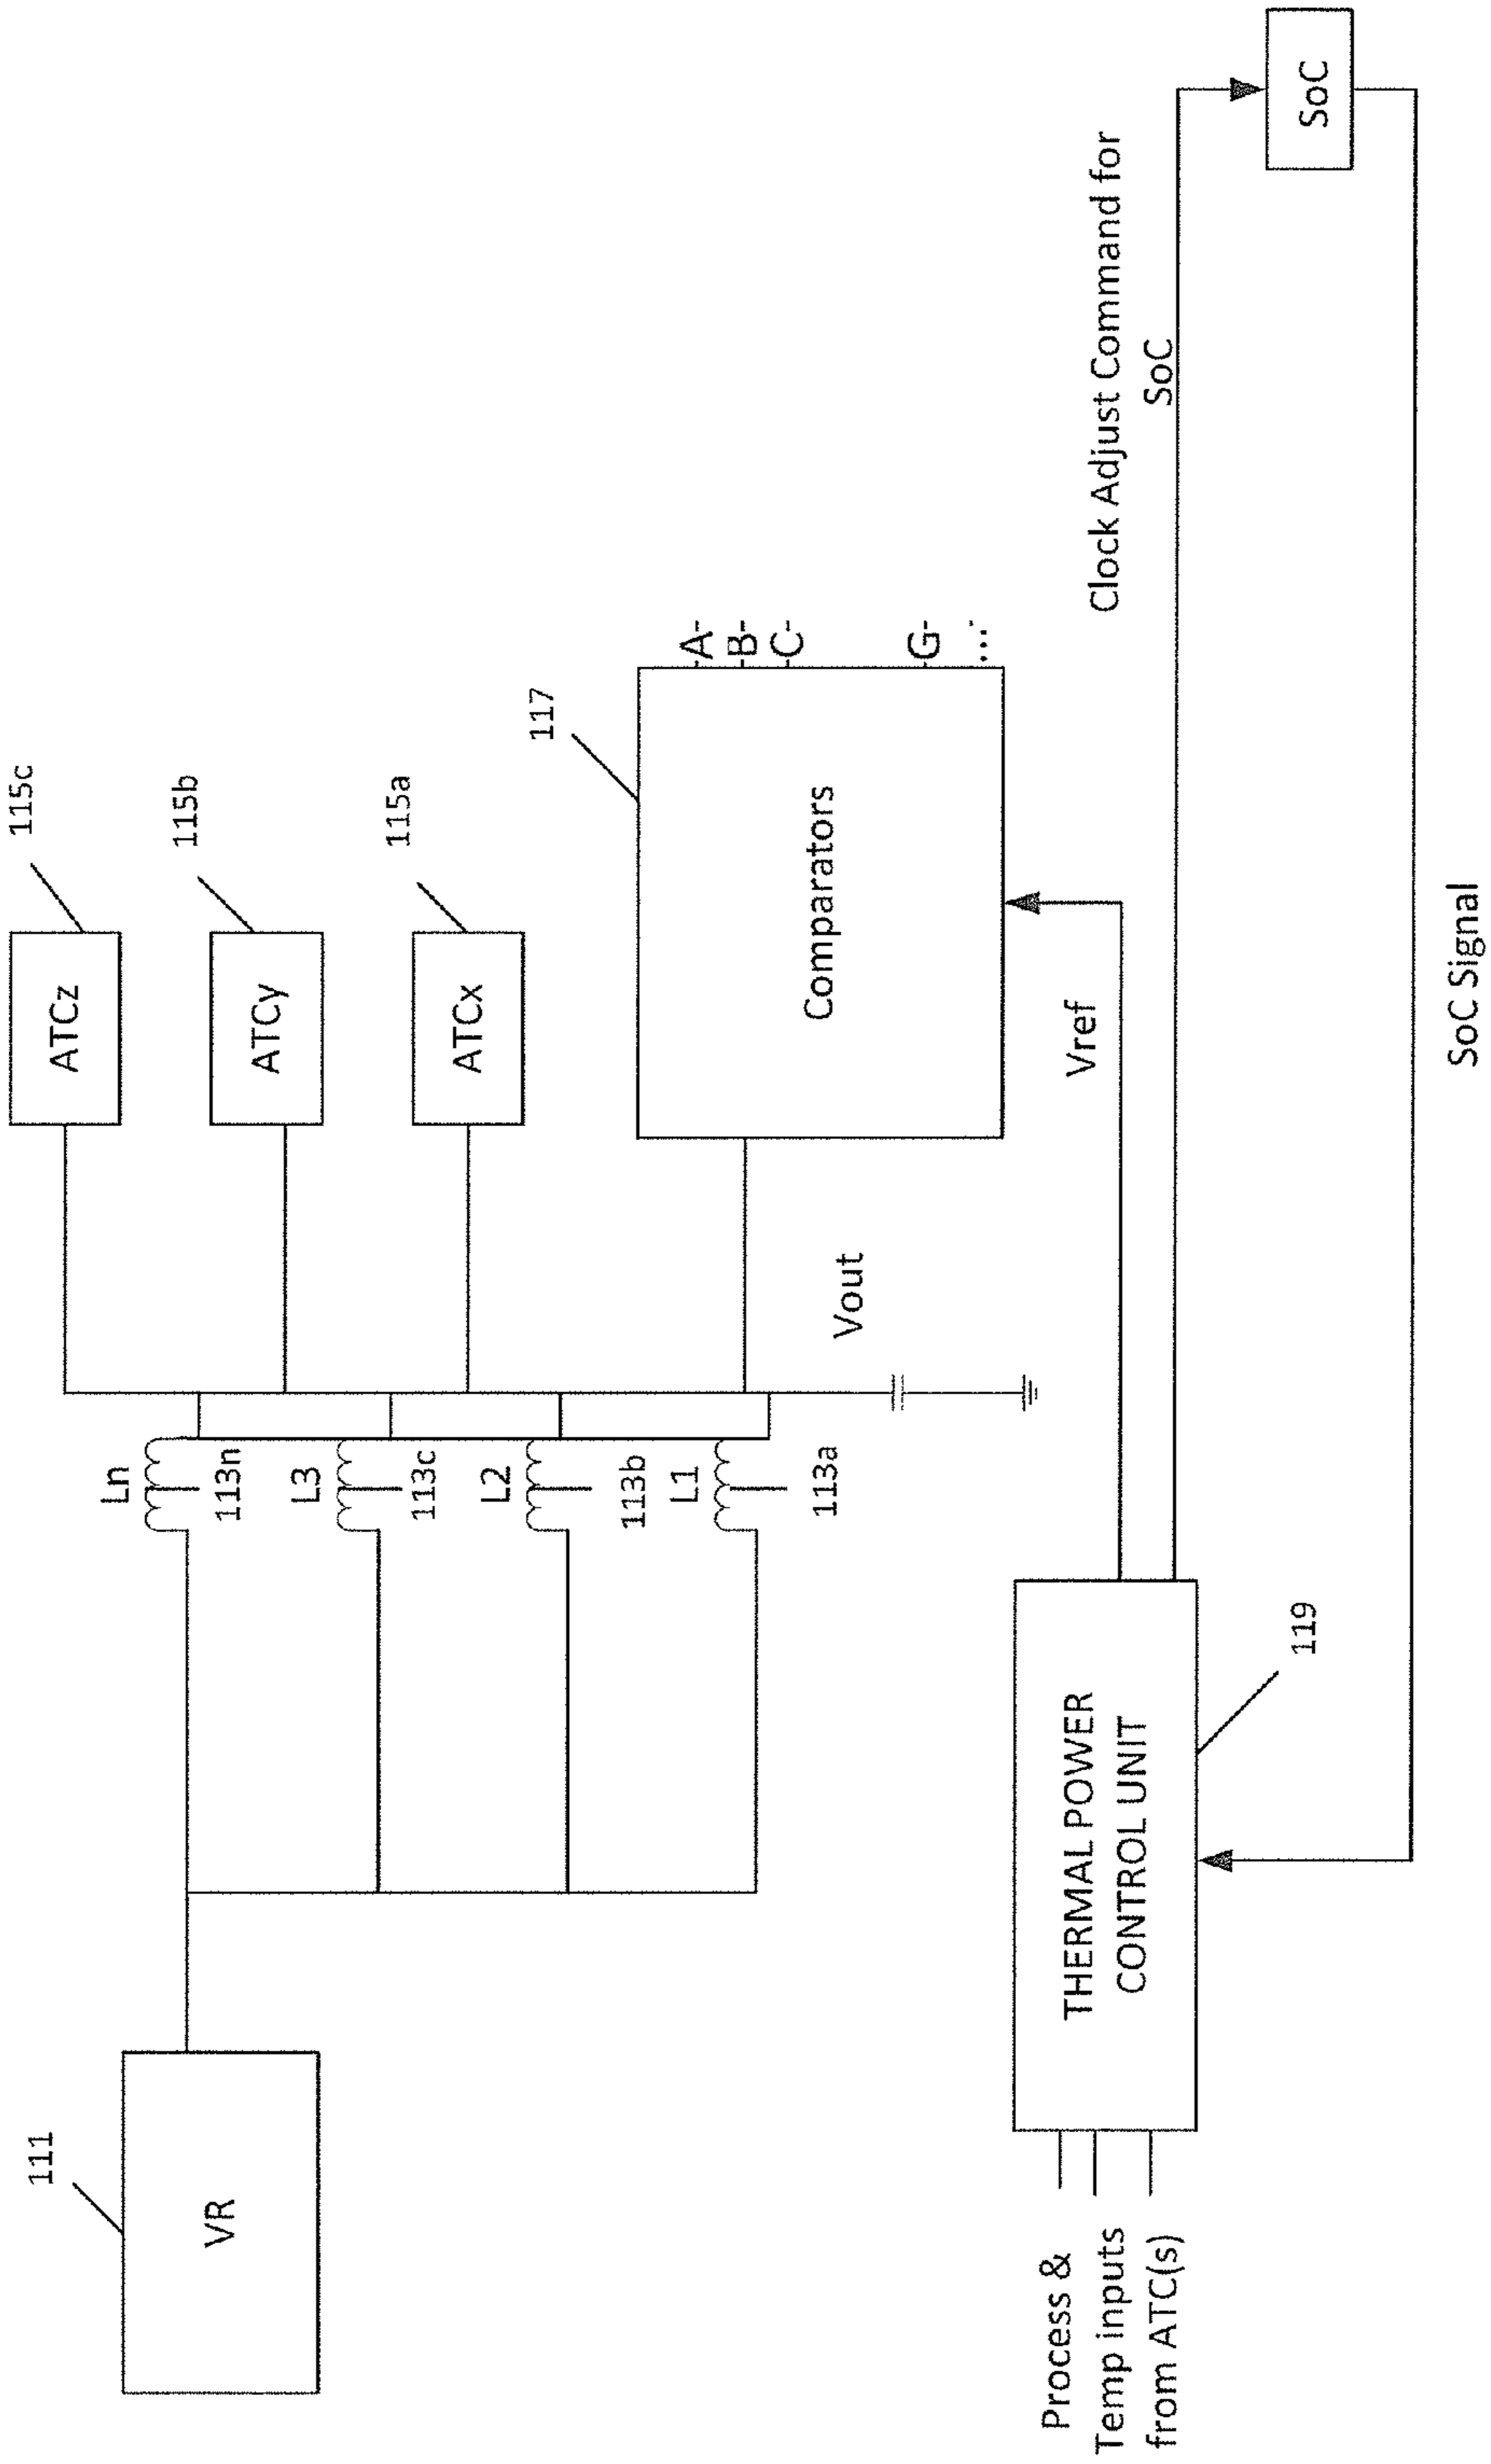 111
VR
Ln
113n
L3
113c
L2
113b
L1
113a
ATCz
115c
ATCy
115b
ATCx
115a
Vout
117
Comparators
A
B
C
G
...
Vref
Process &
Temp inputs
from ATC(s)
THERMAL POWER
CONTROL UNIT
119
Clock Adjust Command for
SoC
SoC
SoC Signal